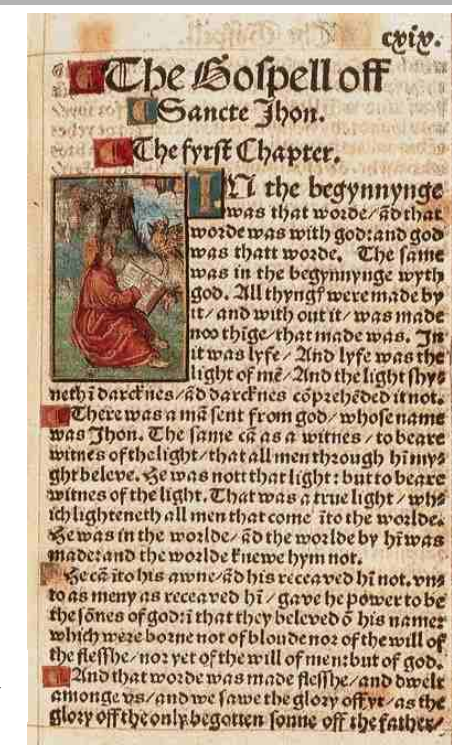 cxix.
The Gospell off
Sancte Jhon.
The fyrst Chapter.
IN the begynnynge
was that worde/ ād that
worde was with god: and god
was thatt worde. The same
was in the begynnynge wyth
god. All thyngſ were made by
it/ and with out it/ was made
noo thīge/ that made was. In
it was lyfe/ And lyfe was the
light of mē/ And the light shy⸗
neth ī darcknes/ ād darcknes cōprehēded it not.
There was a mā sent from god/ whose name
was Jhon. The same cā as a witnes/ to beare
witnes of the light/ that all men through hī my⸗
ght beleve. He was nott that light: but to beare
witnes of the light. That was a true light/ wh⸗
ich lighteneth all men that come īto the worlde.
He was in the worlde/ ād the worlde by hī was
made: and the worlde knewe hym not.
He cā īto his awne/ ād his receaved hī not. vn⸗
to as meny as receaved hī/ gave he power to be
the sōnes of god: ī that they beleved ō his name:
which were borne not of bloude nor of the will of
the flesshe/ nor yet of the will of men: but of god.
And that worde was made flesshe/ and dwelt
amonge vs/ and we sawe the glory off yt/ as the
glory off the only begotten sonne off the father/